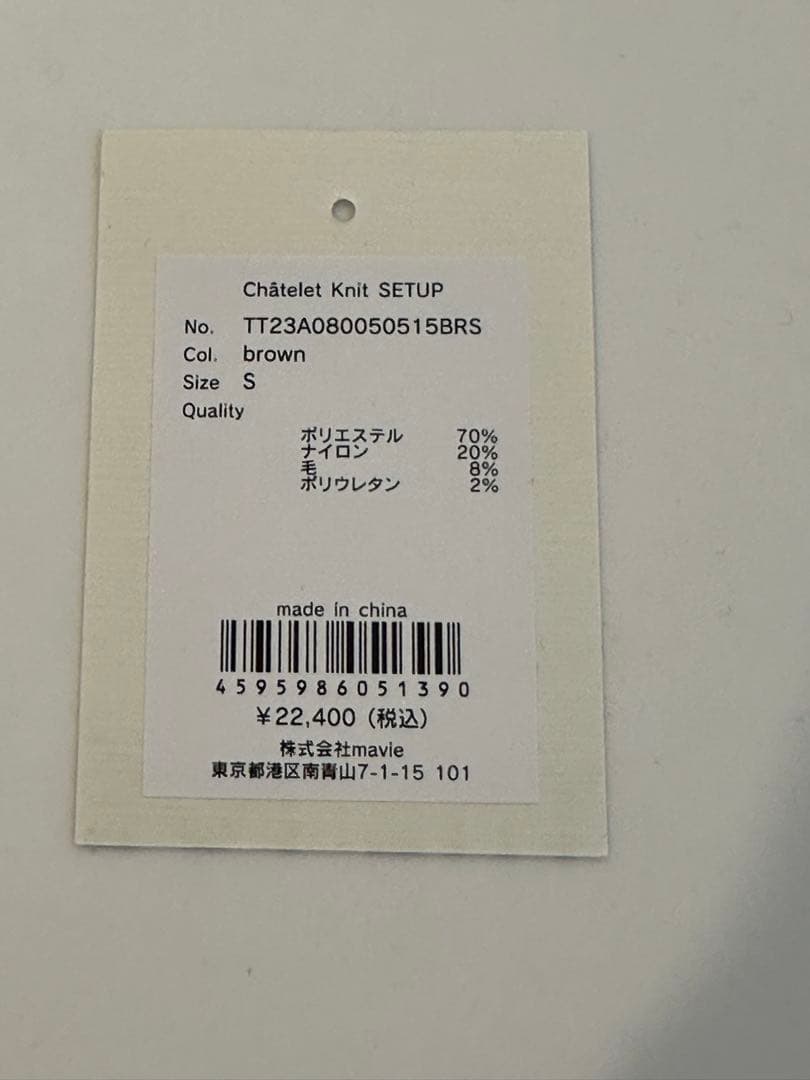 Châtelet Knit SETUP
No. TT23A080050515BRS
Col. brown
Size S
Quality
ポリエステル 70%
ナイロン 20%
毛 8%
ポリウレタン 2%
made in china
4595986051390
¥22,400 (税込)
株式会社mavie
東京都港区南青山7-1-15 101